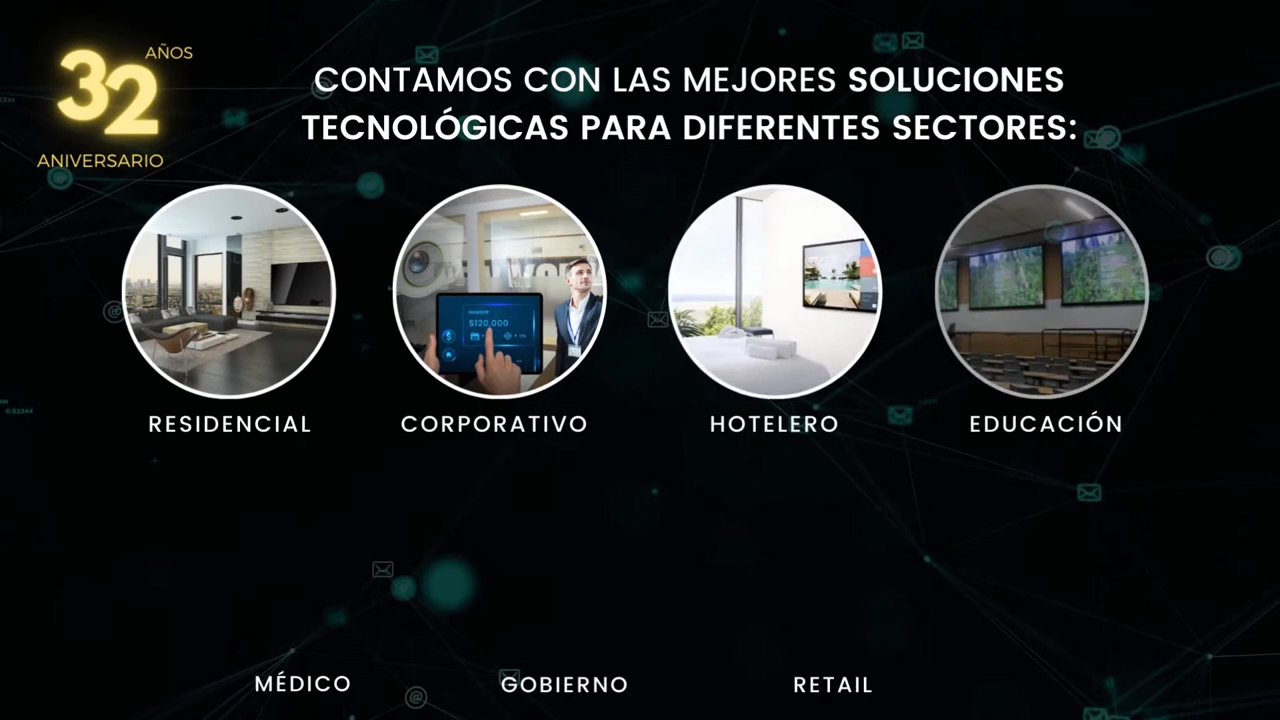 AÑOS
32
ANIVERSARIO
CONTAMOS CON LAS MEJORES SOLUCIONES
TECNOLÓGICAS PARA DIFERENTES SECTORES:
$120,000
RESIDENCIAL
CORPORATIVO
HOTELERO
EDUCACIÓN
MÉDICO
GOBIERNO
RETAIL